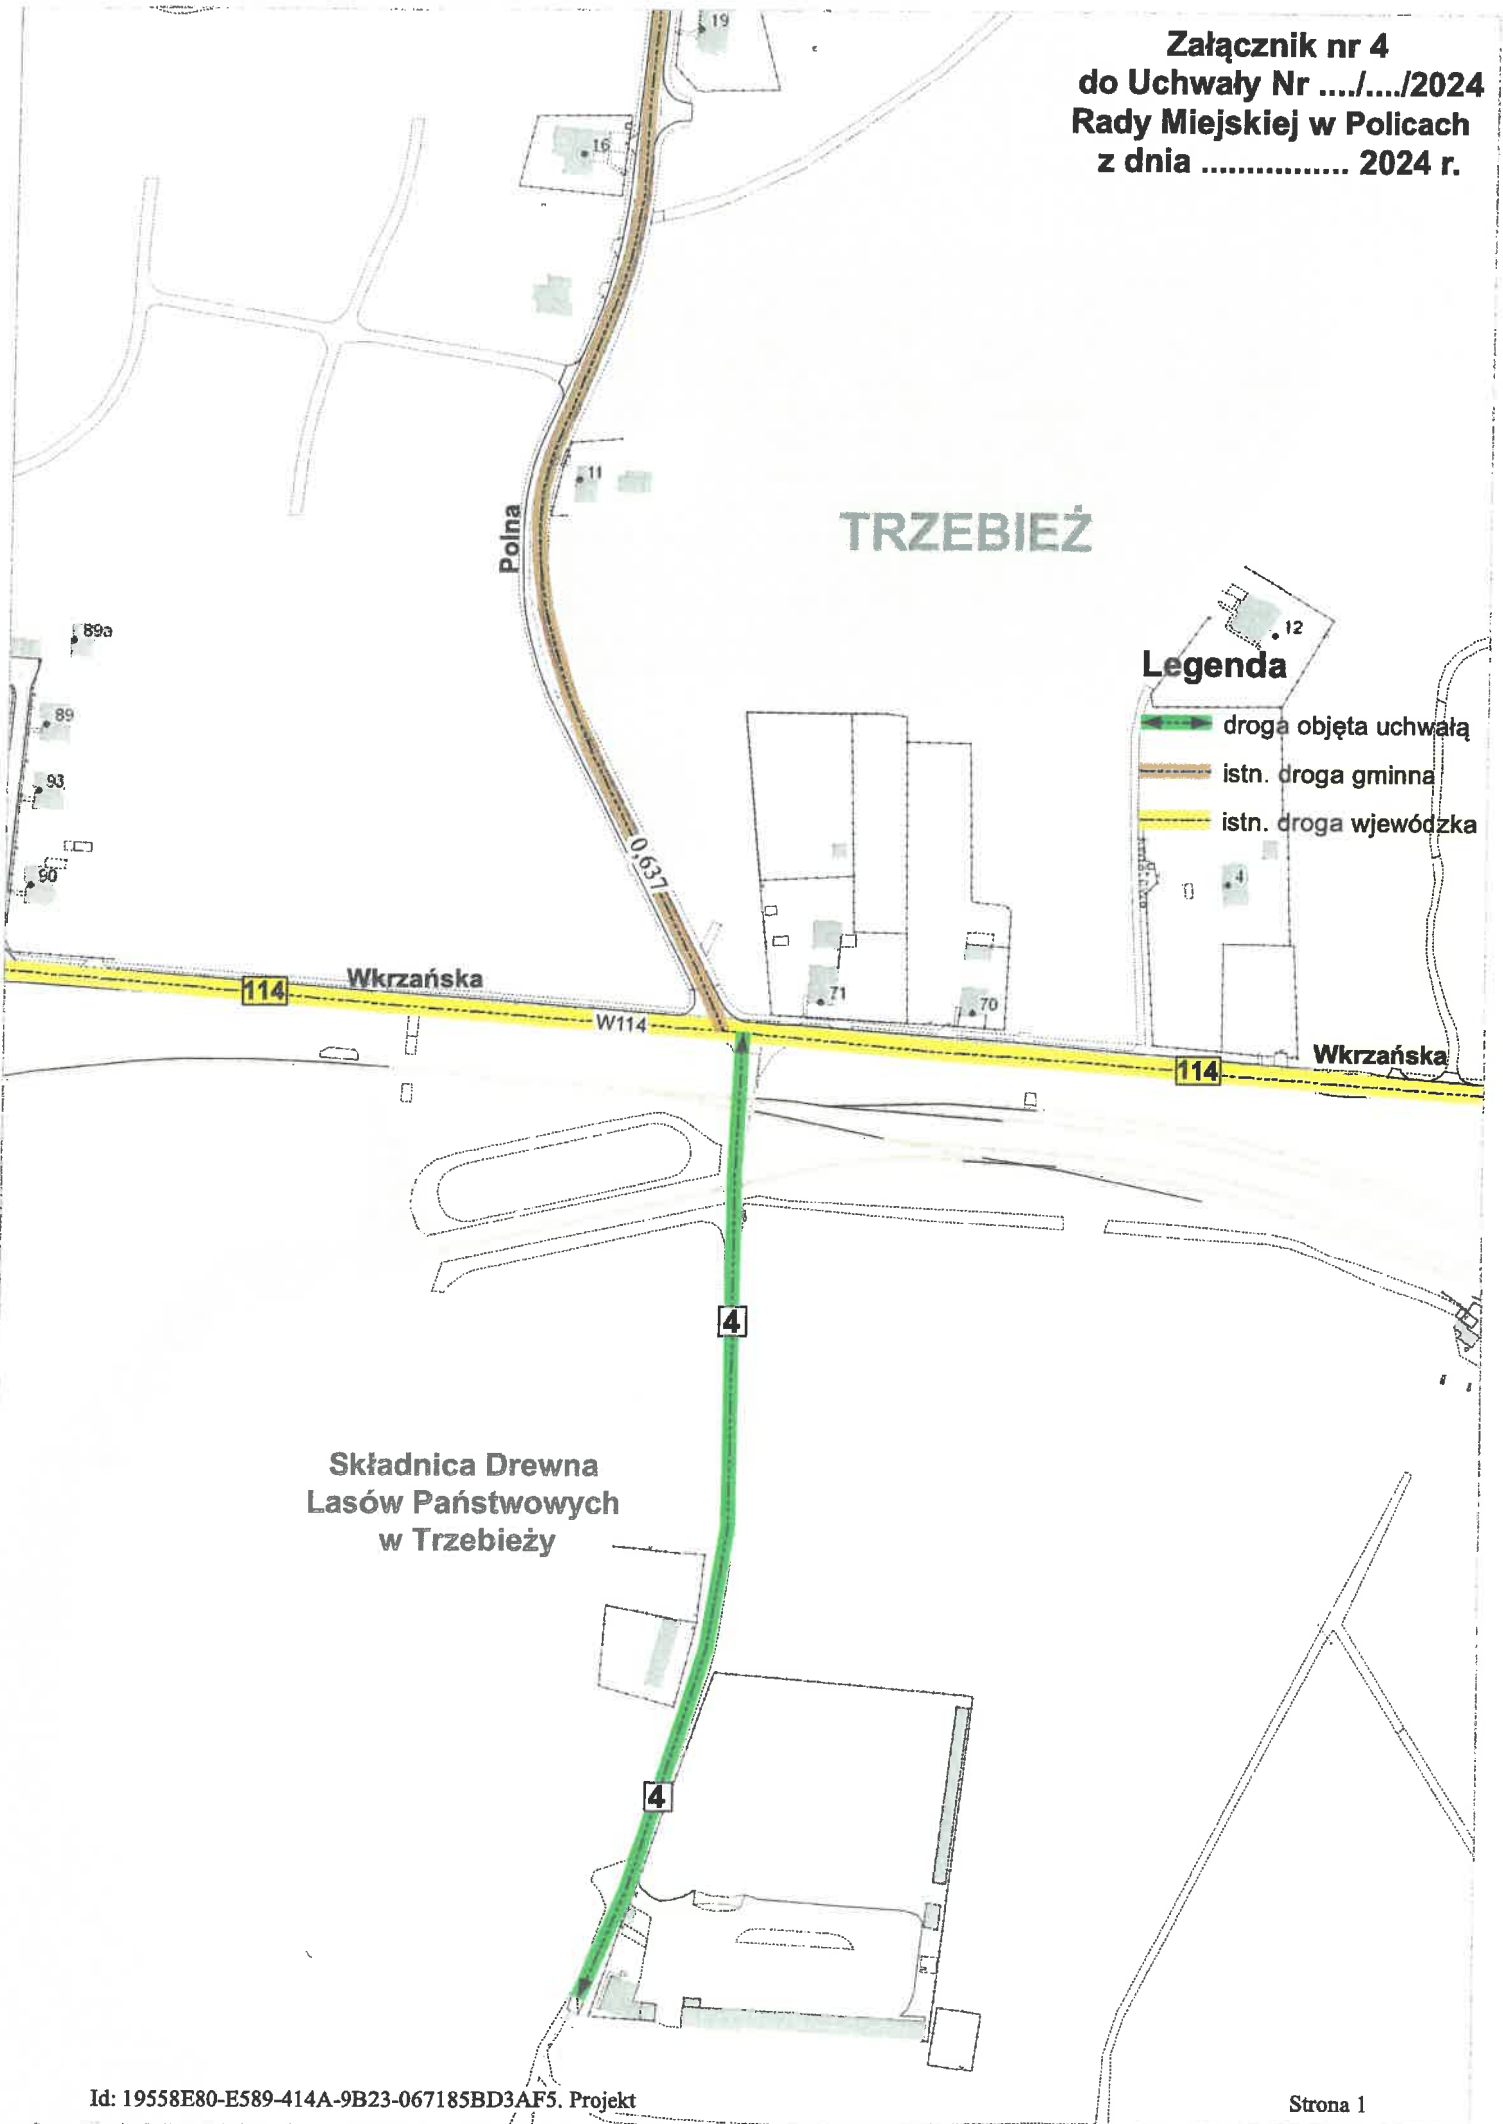 Załącznik nr 4
do Uchwały Nr ..../..../2024
Rady Miejskiej w Policach
z dnia ................ 2024 r.
19
16
11
Polna
TRZEBIEŻ
12
89a
89
93
90
Legenda
droga objęta uchwałą
istn. droga gminna
istn. droga wjewódzka
0,637
4
71
70
114
Wkrzańska
W114
114
Wkrzańska
4
Składnica Drewna
Lasów Państwowych
w Trzebieży
4
Id: 19558E80-E589-414A-9B23-067185BD3AF5. Projekt
Strona 1